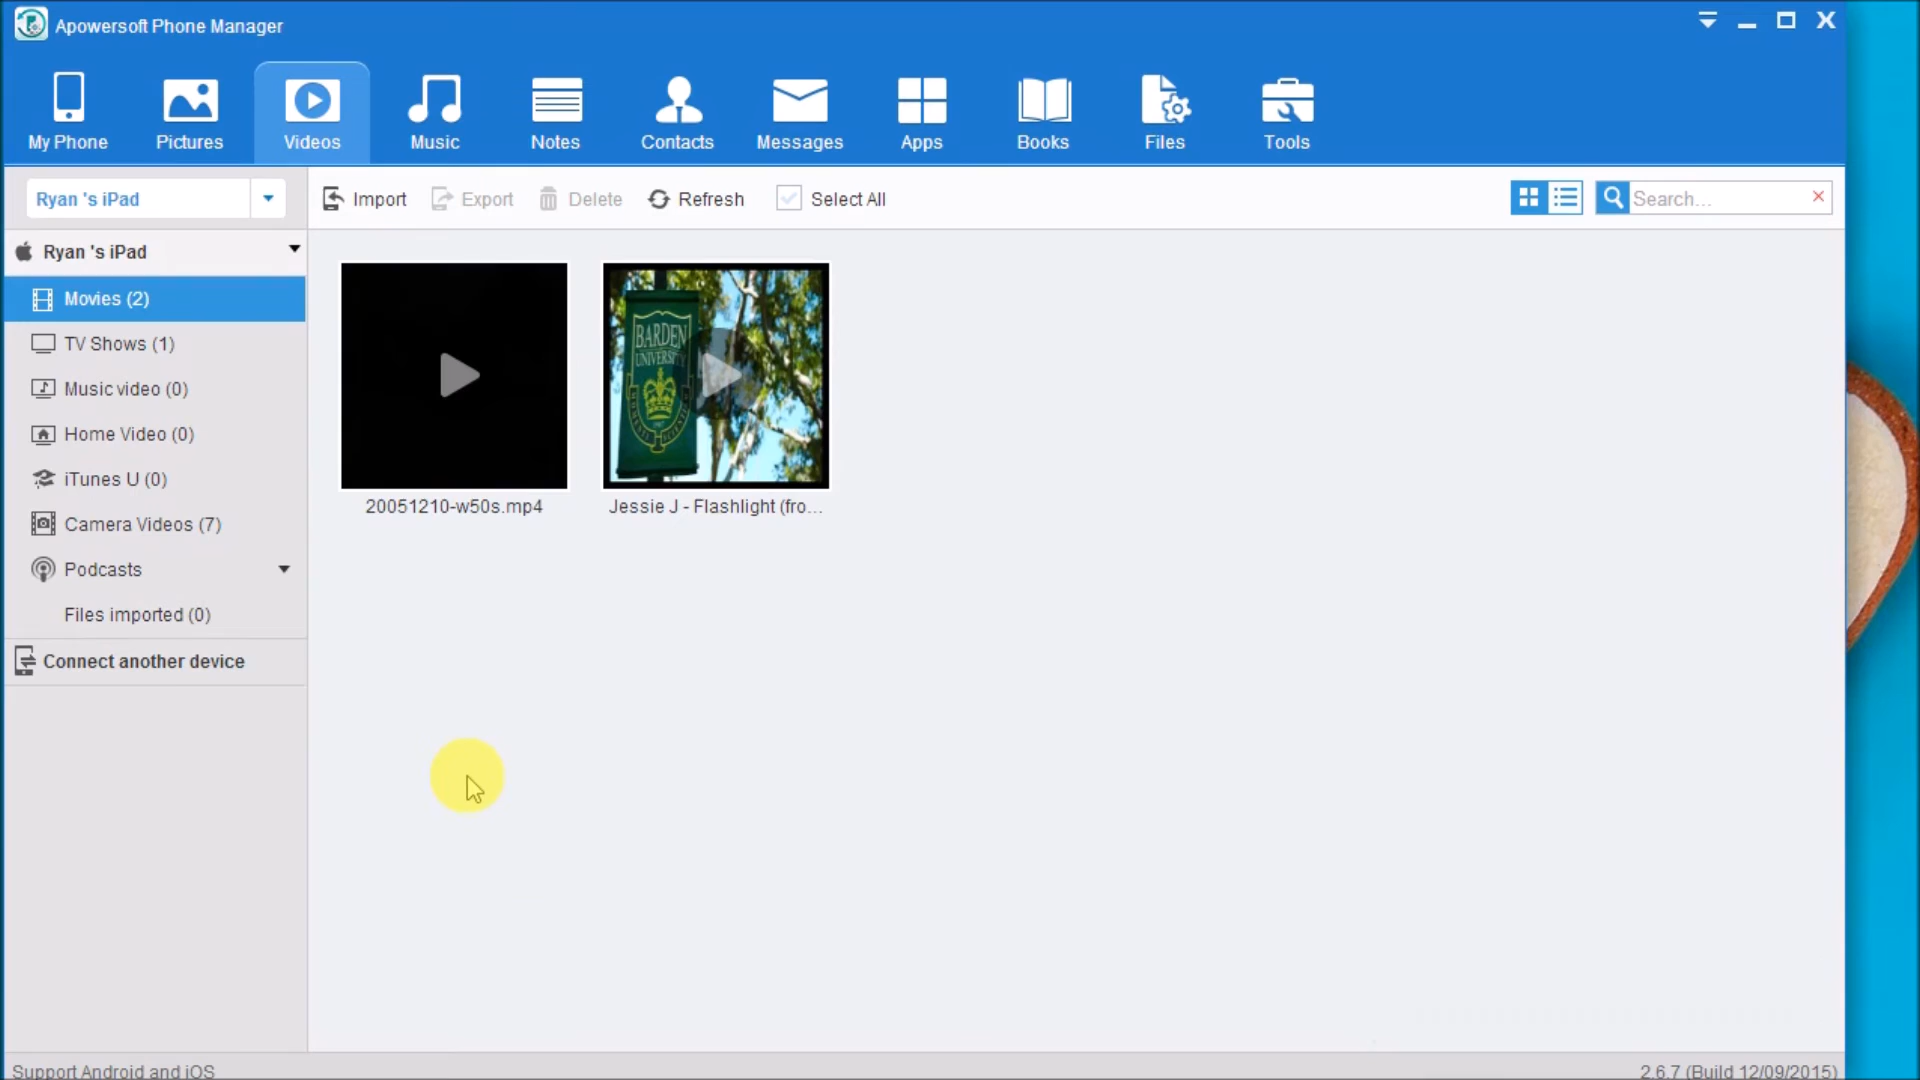 Apowersoft Phone Manager
My Phone
Pictures
Videos
Music
Notes
Contacts
Messages
Apps
Books
Files
Tools
Ryan 's iPad
Import
Export
Delete
Refresh
Select All
Search...
Ryan 's iPad
Movies (2)
TV Shows (1)
Music video (0)
Home Video (0)
iTunes U (0)
Camera Videos (7)
Podcasts
Files imported (0)
Connect another device
BARDEN
UNIVERSITY
20051210-w50s.mp4
Jessie J - Flashlight (fro...
Support Android and iOS
2.6.7 (Build 12/09/2015)